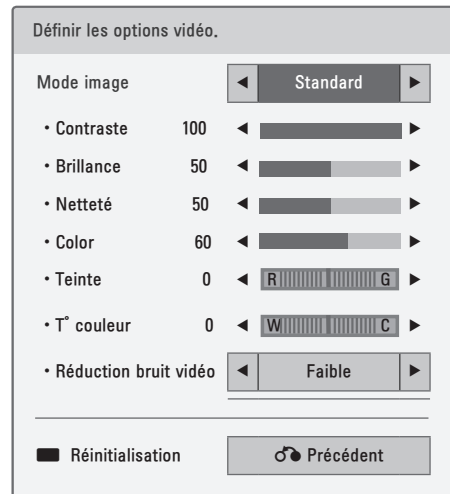 Définir les options vidéo.
Mode image ◄ Standard ►
• Contraste 100 ◄ ►
• Brillance 50 ◄ ►
• Netteté 50 ◄ ►
• Color 60 ◄ ►
• Teinte 0 ◄ R G ►
• T° couleur 0 ◄ W C ►
• Réduction bruit vidéo ◄ Faible ►
Réinitialisation Précédent